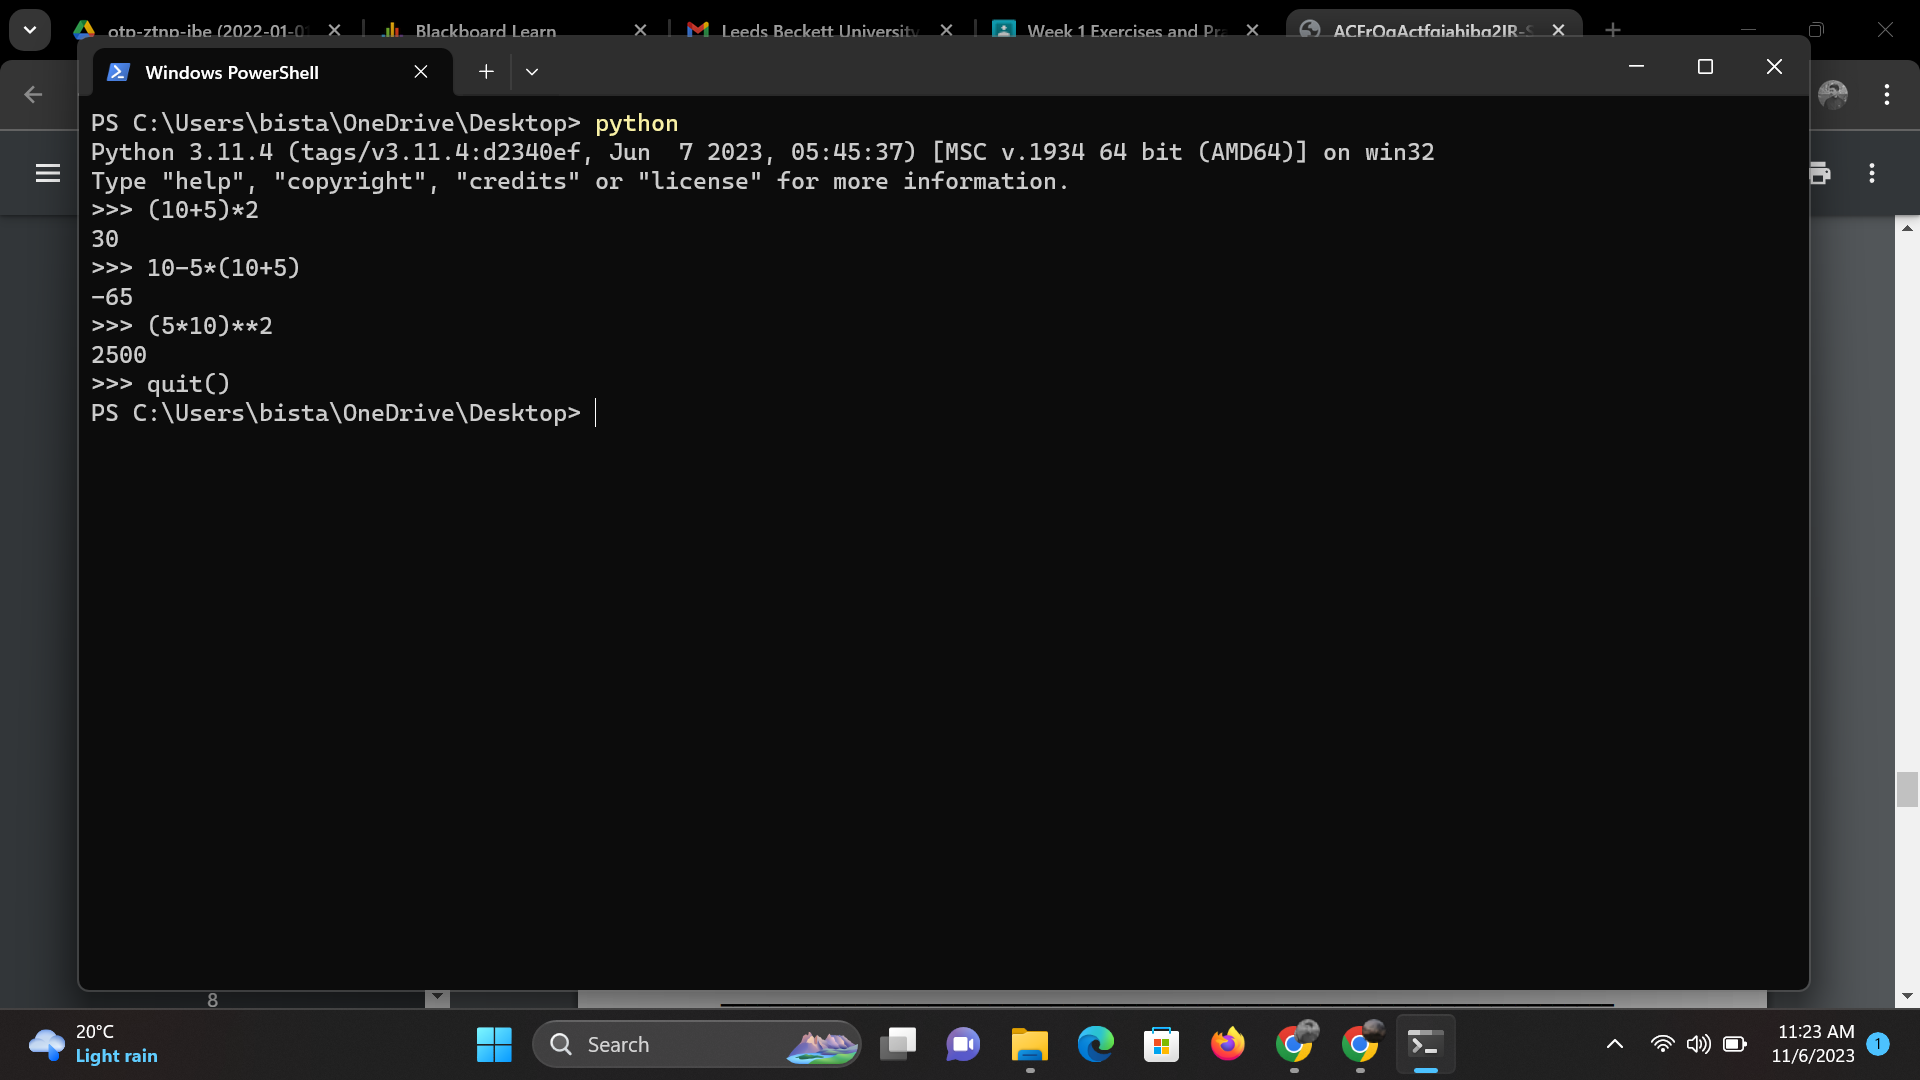 otp-ztnp-jbe (2022-01-0
Blackboard Learn
Leeds Beckett University
Week 1 Exercises and Pra
Windows PowerShell
PS C:\Users\bista\OneDrive\Desktop> python
Python 3.11.4 (tags/v3.11.4:d2340ef, Jun  7 2023, 05:45:37) [MSC v.1934 64 bit (AMD64)] on win32
Type "help", "copyright", "credits" or "license" for more information.
>>> (10+5)*2
30
>>> 10-5*(10+5)
-65
>>> (5*10)**2
2500
>>> quit()
PS C:\Users\bista\OneDrive\Desktop>
8
20°C
Light rain
Search
11:23 AM
11/6/2023
1